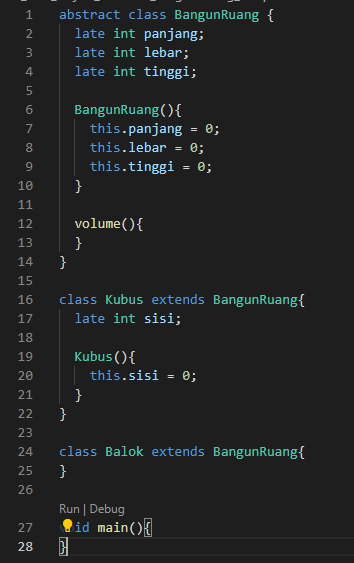 1 abstract class BangunRuang {
2 late int panjang;
3 late int lebar;
4 late int tinggi;
5
6 BangunRuang(){
7 this.panjang = 0;
8 this.lebar = 0;
9 this.tinggi = 0;
10 }
11
12 volume(){
13 }
14 }
15
16 class Kubus extends BangunRuang{
17 late int sisi;
18
19 Kubus(){
20 this.sisi = 0;
21 }
22 }
23
24 class Balok extends BangunRuang{
25 }
26
Run | Debug
27 id main(){
28 }